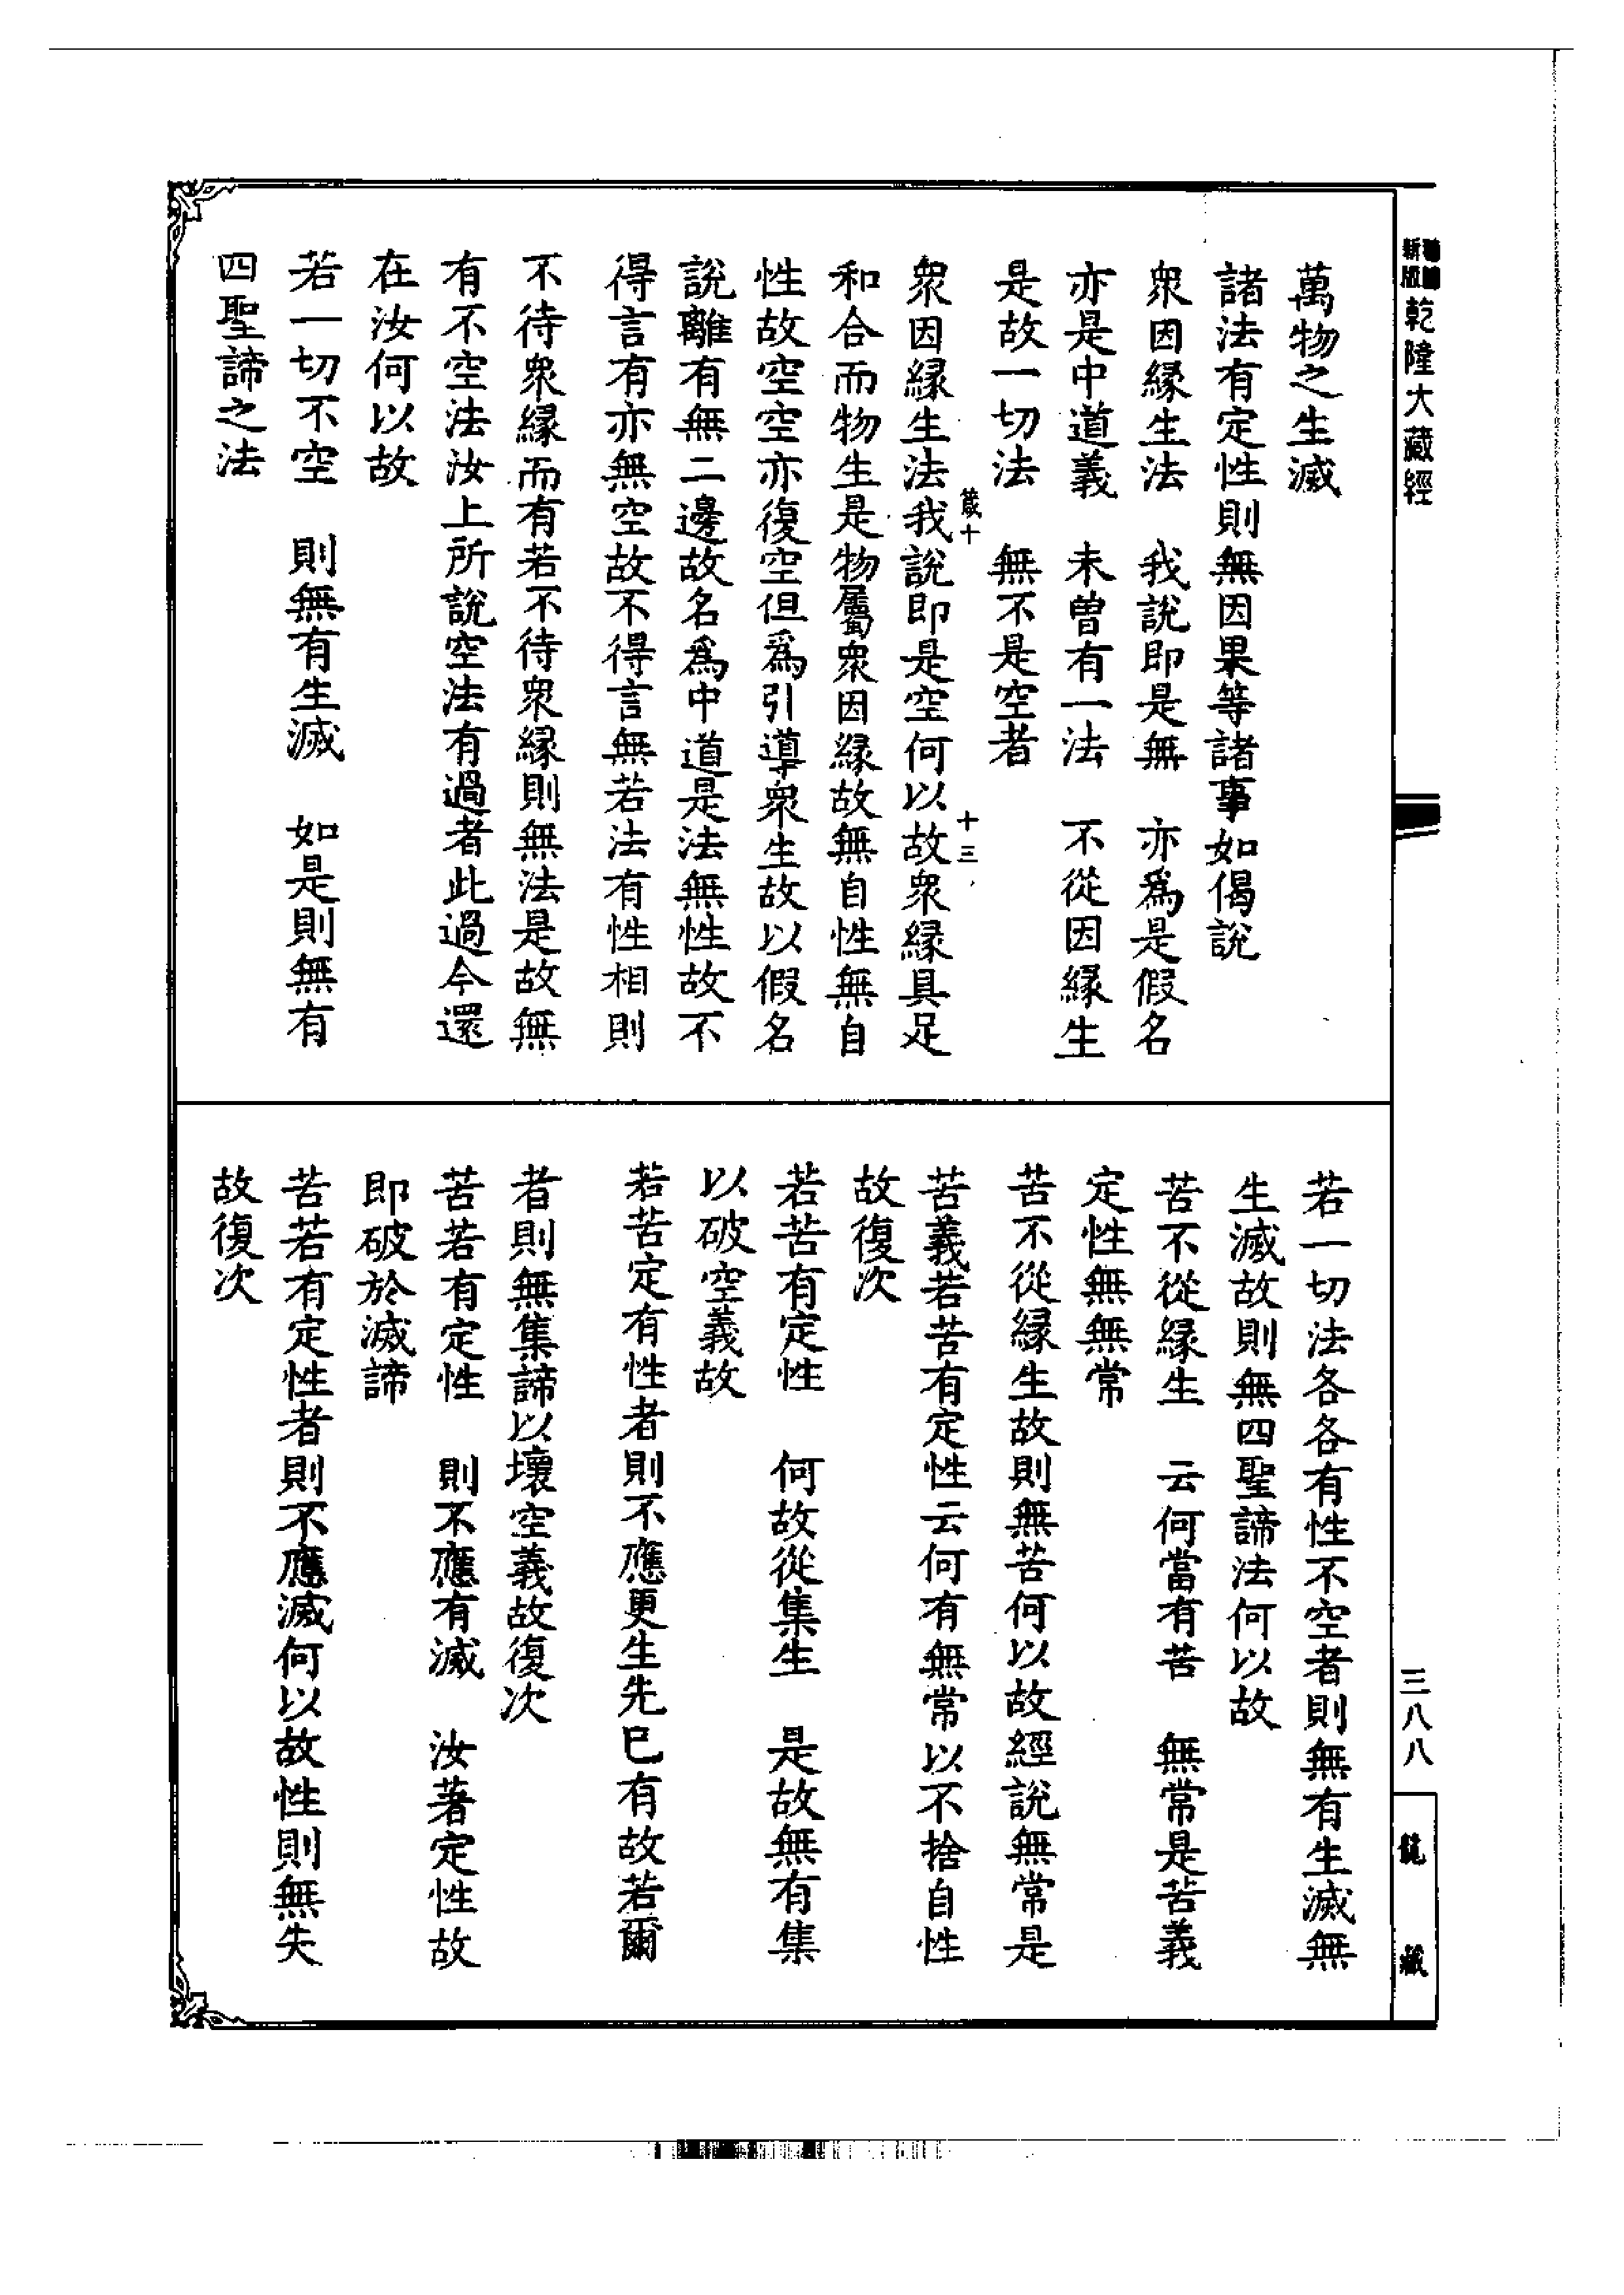 新版
乾隆大藏經
萬物之生滅
諸法有定性則無因果等諸事如偈說
衆因緣生法　我說即是無　亦爲是假名
亦是中道義　未曾有一法　不從因緣生
是故一切法　無不是空者
箴十　十三
衆因緣生法我說即是空何以故衆緣具足
和合而物生是物屬衆因緣故無自性無自
性故空空亦復空但爲引導衆生故以假名
說離有無二邊故名爲中道是法無性故不
得言有亦無空故不得言無若法有性相則
不待衆緣而有若不待衆緣則無法是故無
有不空法汝上所說空法有過者此過今還
在汝何以故
若一切不空　則無有生滅　如是則無有
四聖諦之法
若一切法各各有性不空者則無有生滅無
生滅故則無四聖諦法何以故
苦不從緣生　云何當有苦　無常是苦義
定性無無常
苦不從緣生故則無苦何以故經說無常是
苦義若苦有定性云何有無常以不捨自性
故復次
若苦有定性　何故從集生　是故無有集
以破空義故
若苦定有性者則不應更生先已有故若爾
者則無集諦以壞空義故復次
苦若有定性　則不應有滅　汝著定性故
即破於滅諦
苦若有定性者則不應滅何以故性則無失
故復次
三八八
龍藏